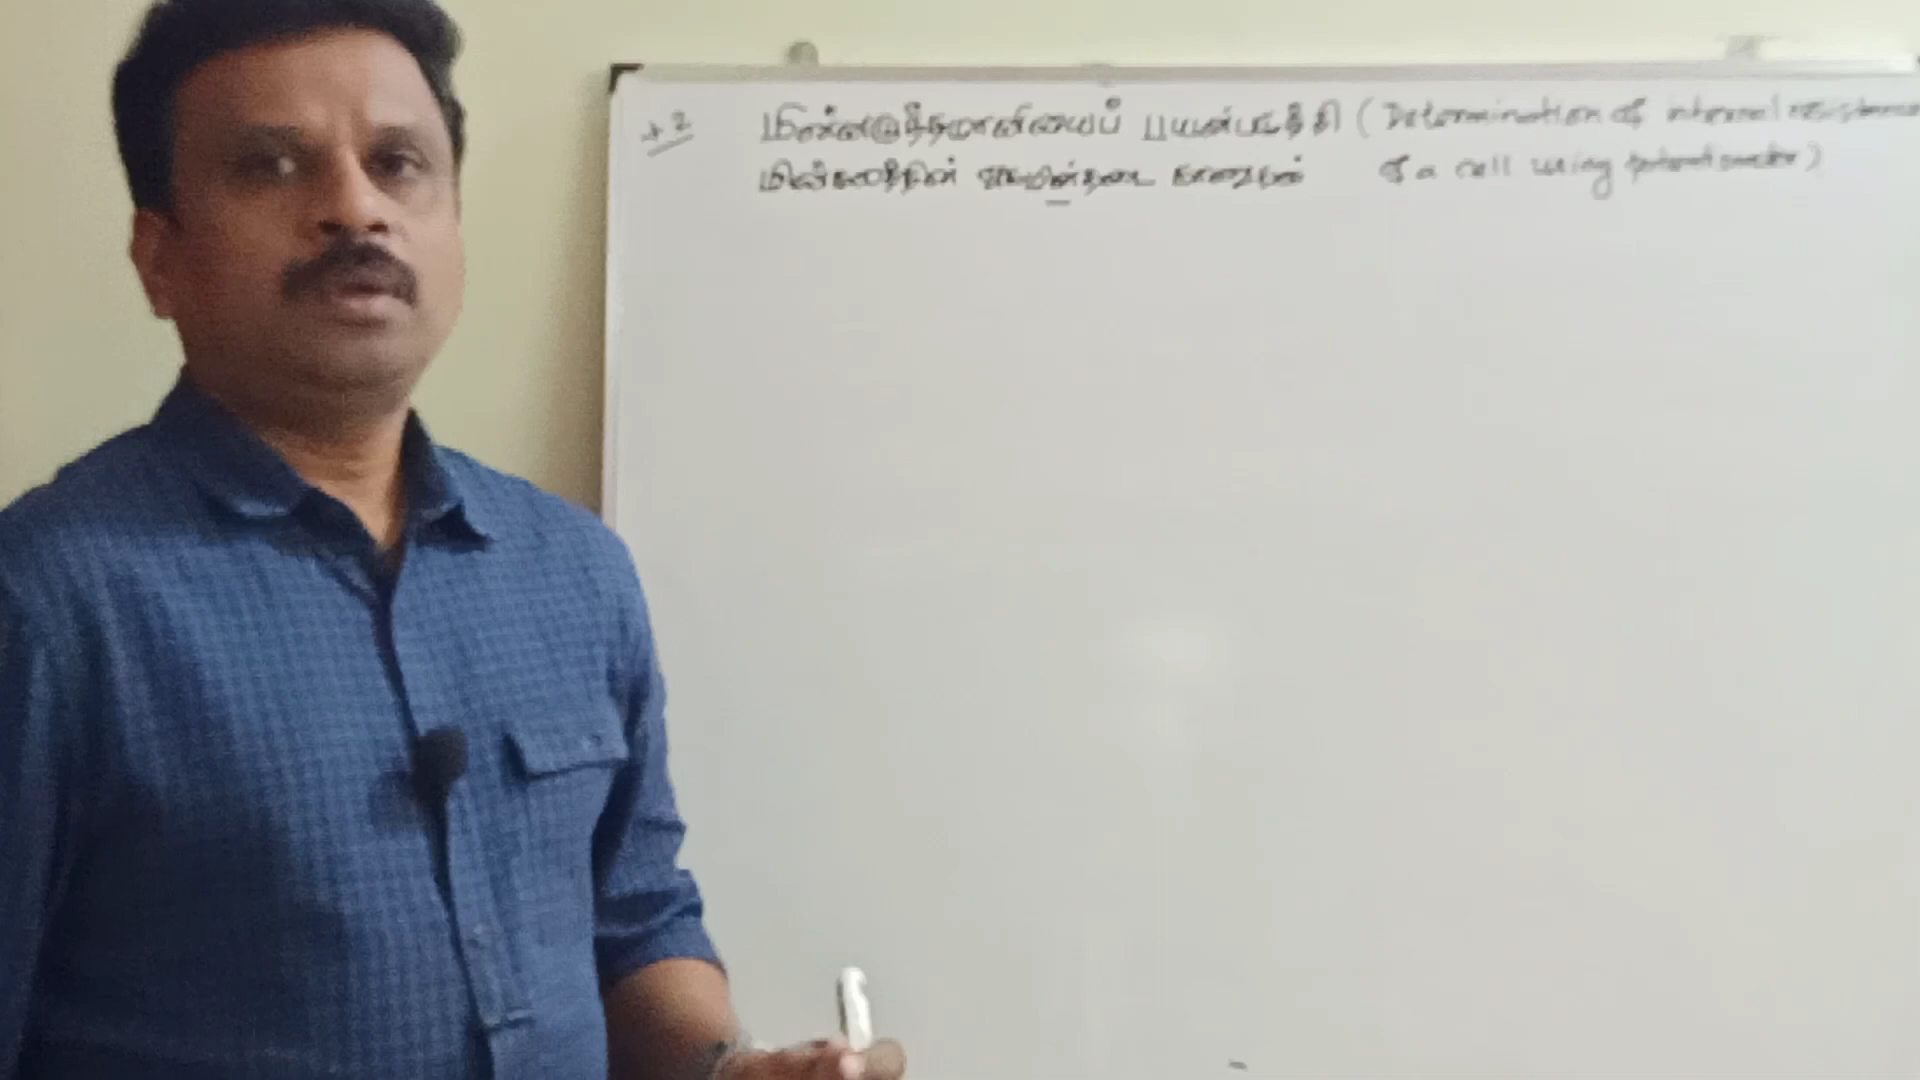 +2 மின்னழுத்தமானியைப் பயன்படுத்தி (Determination of internal resistance
மின்கலத்தின் அகமின்தடை காணுதல் of a cell using potentiometer)